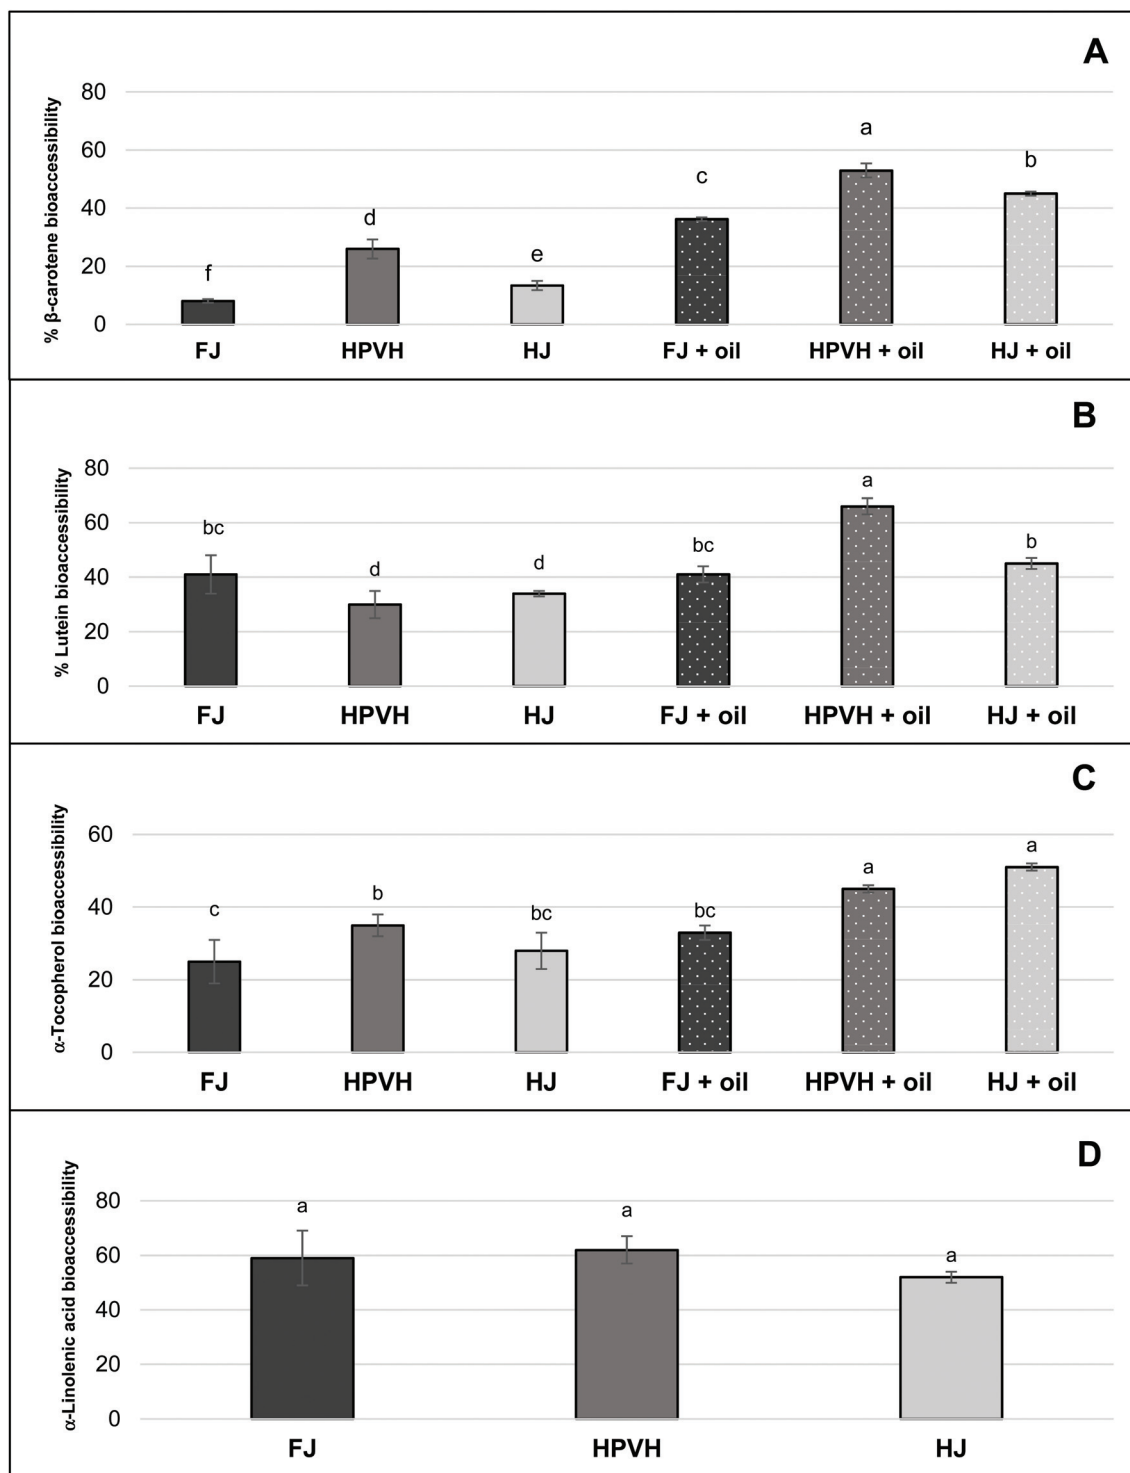 A
% β-carotene bioaccessibility
80
60
40
20
0
f
d
e
c
a
b
FJ
HPVH
HJ
FJ + oil
HPVH + oil
HJ + oil
B
% Lutein bioaccessibility
80
60
40
20
0
bc
d
d
bc
a
b
FJ
HPVH
HJ
FJ + oil
HPVH + oil
HJ + oil
C
α-Tocopherol bioaccessibility
60
40
20
0
c
b
bc
bc
a
a
FJ
HPVH
HJ
FJ + oil
HPVH + oil
HJ + oil
D
α-Linolenic acid bioaccessibility
80
60
40
20
0
a
a
a
FJ
HPVH
HJ